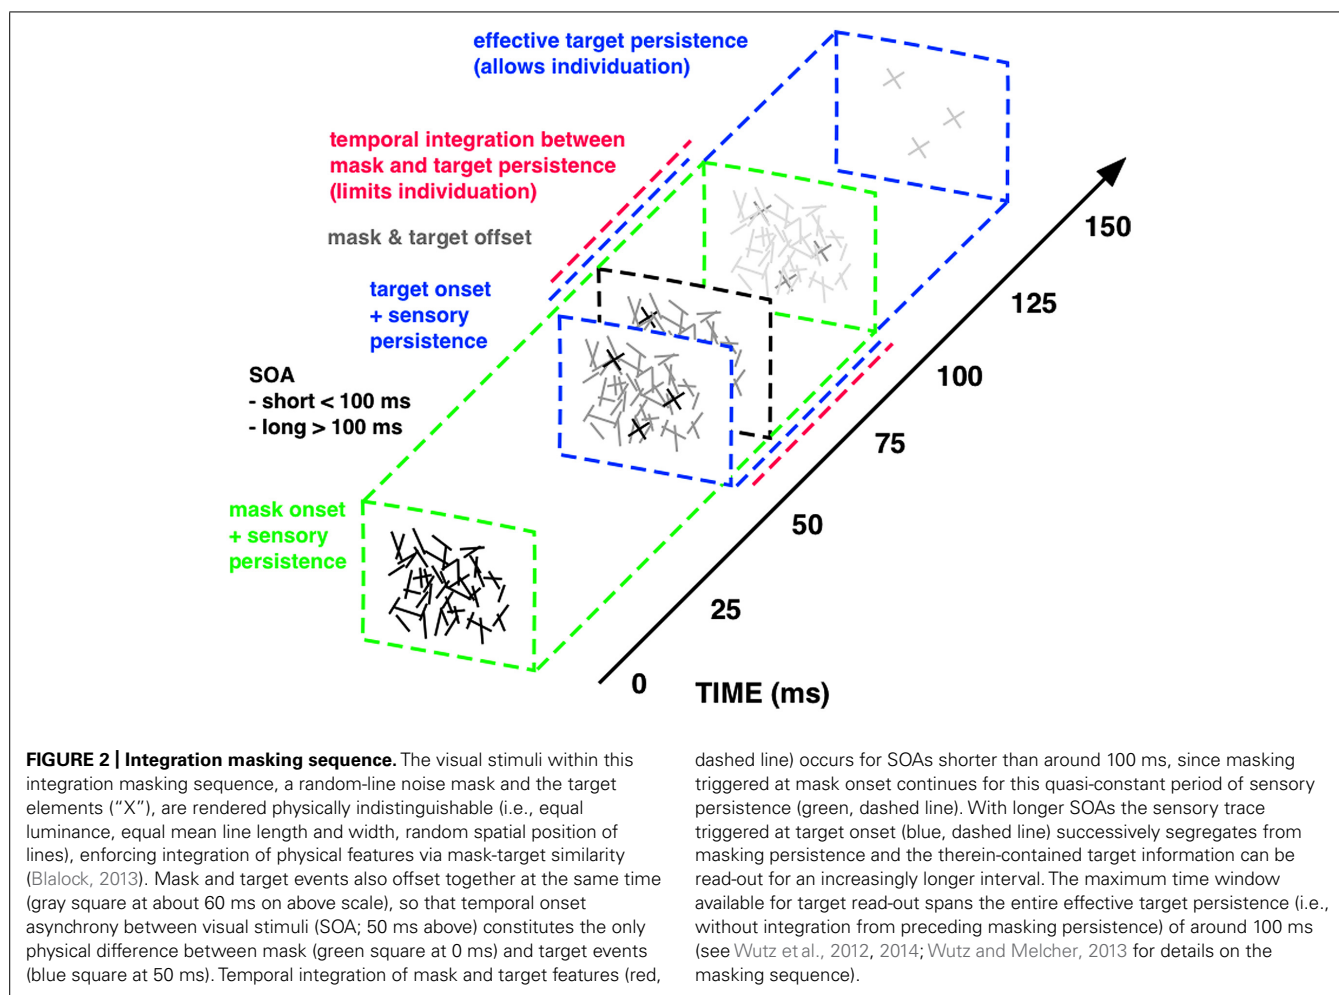 effective target persistence
(allows individuation)
temporal integration between
mask and target persistence
(limits individuation)
mask & target offset
target onset
+ sensory
persistence
SOA
- short < 100 ms
- long > 100 ms
mask onset
+ sensory
persistence
150
125
100
75
50
25
0
TIME (ms)
FIGURE 2 | Integration masking sequence. The visual stimuli within this
integration masking sequence, a random-line noise mask and the target
elements (“X”), are rendered physically indistinguishable (i.e., equal
luminance, equal mean line length and width, random spatial position of
lines), enforcing integration of physical features via mask-target similarity
(Blalock, 2013). Mask and target events also offset together at the same time
(gray square at about 60 ms on above scale), so that temporal onset
asynchrony between visual stimuli (SOA; 50 ms above) constitutes the only
physical difference between mask (green square at 0 ms) and target events
(blue square at 50 ms). Temporal integration of mask and target features (red,
dashed line) occurs for SOAs shorter than around 100 ms, since masking
triggered at mask onset continues for this quasi-constant period of sensory
persistence (green, dashed line). With longer SOAs the sensory trace
triggered at target onset (blue, dashed line) successively segregates from
masking persistence and the therein-contained target information can be
read-out for an increasingly longer interval. The maximum time window
available for target read-out spans the entire effective target persistence (i.e.,
without integration from preceding masking persistence) of around 100 ms
(see Wutz et al., 2012, 2014; Wutz and Melcher, 2013 for details on the
masking sequence).